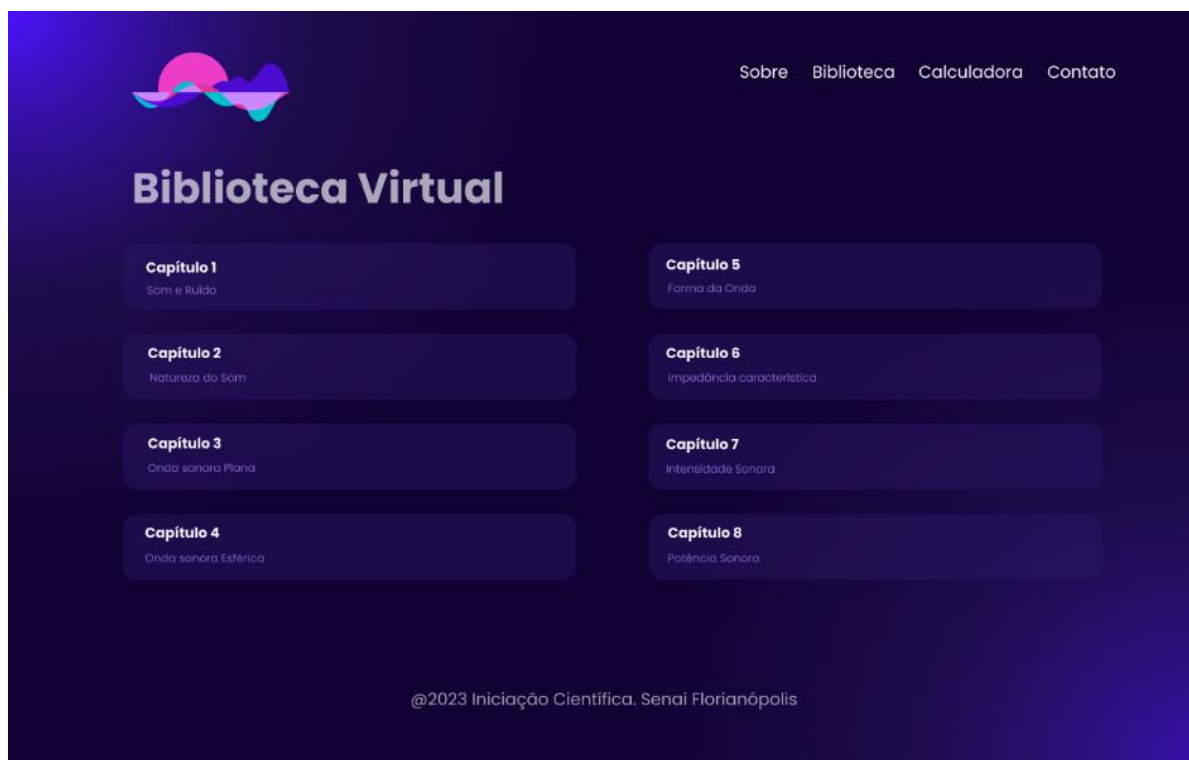 Sobre Biblioteca Calculadora Contato
Biblioteca Virtual
Capítulo 1
Som e Ruído
Capítulo 2
Natureza do Som
Capítulo 3
Onda sonora Plana
Capítulo 4
Onda sonora Esférica
Capítulo 5
Forma da Onda
Capítulo 6
Impedância característica
Capítulo 7
Intensidade Sonora
Capítulo 8
Potência Sonora
@2023 Iniciação Científica. Senai Florianópolis